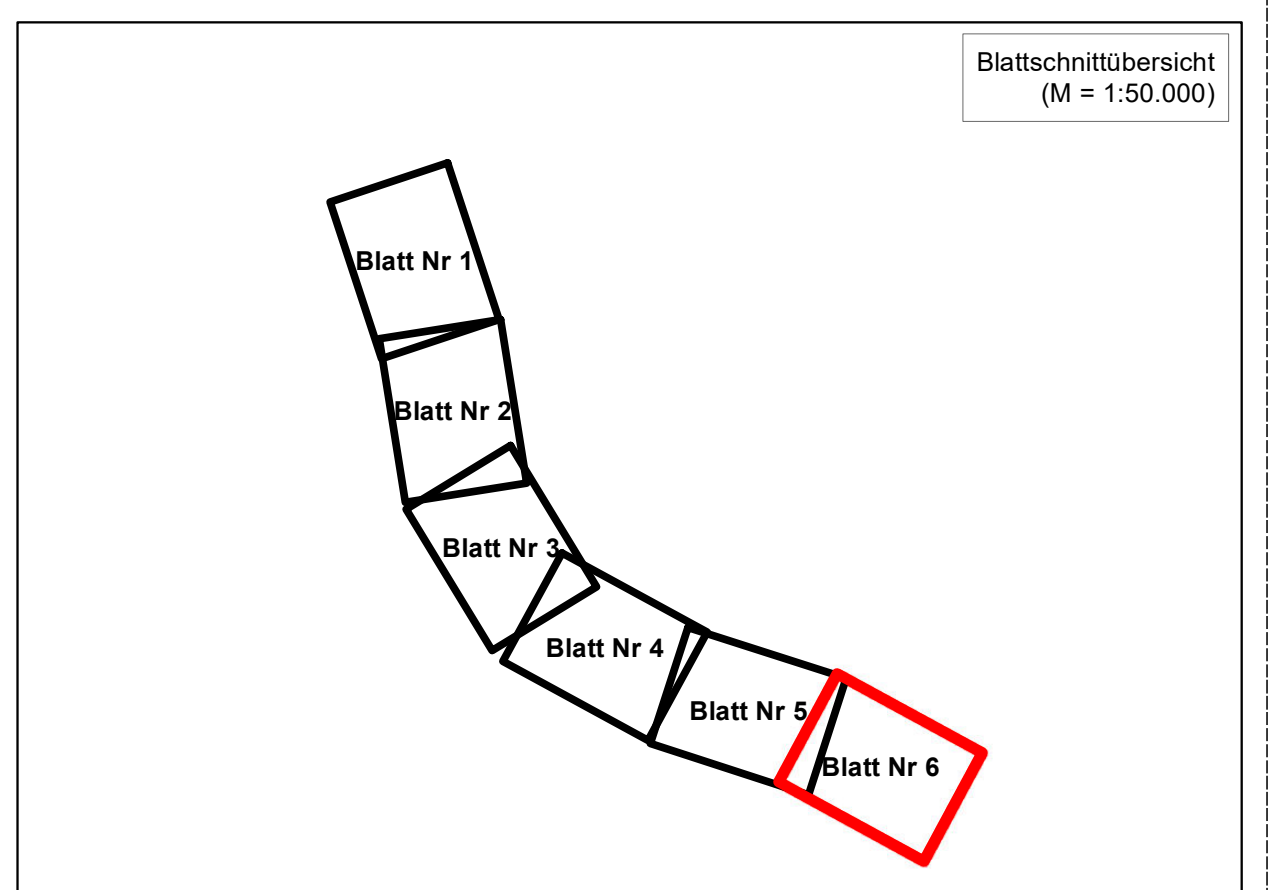 Blattschnittübersicht
(M = 1:50.000)
Blatt Nr 1
Blatt Nr 2
Blatt Nr 3
Blatt Nr 4
Blatt Nr 5
Blatt Nr 6